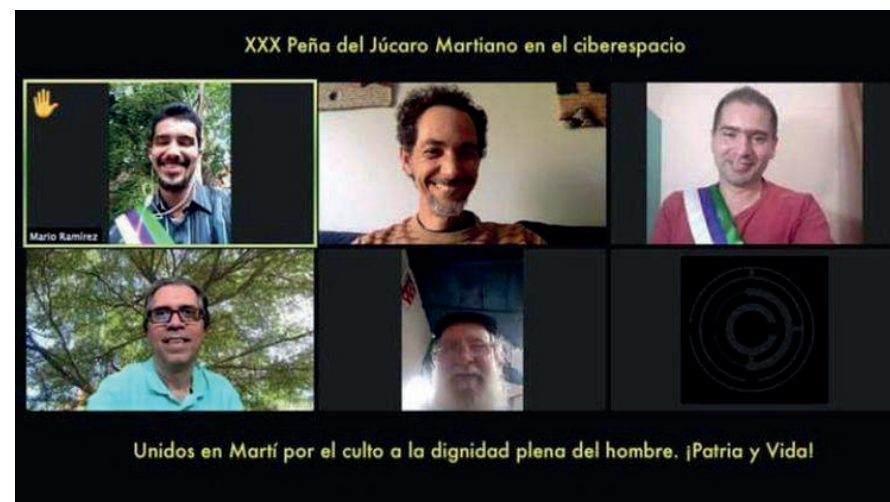 XXX Peña del Júcaro Martiano en el ciberespacio
Mario Ramírez
Unidos en Martí por el culto a la dignidad plena del hombre. ¡Patria y Vida!